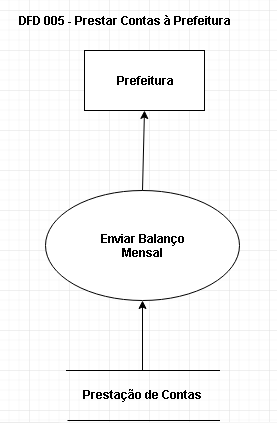 DFD 005 - Prestar Contas à Prefeitura
Prefeitura
Enviar Balanço
Mensal
Prestação de Contas